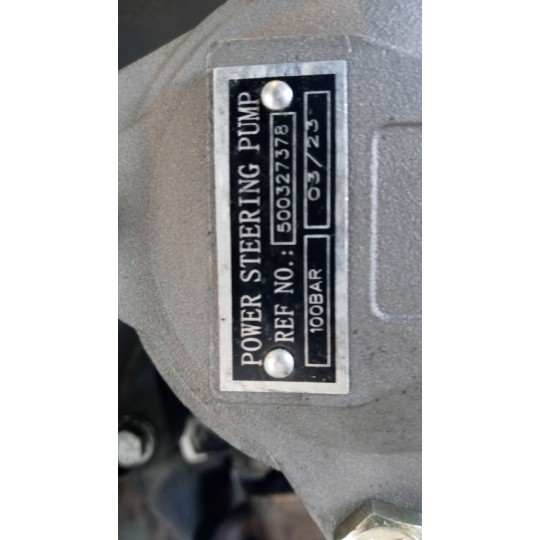 POWER STEERING PUMP
REF NO.: 500327378
100BAR 03/23